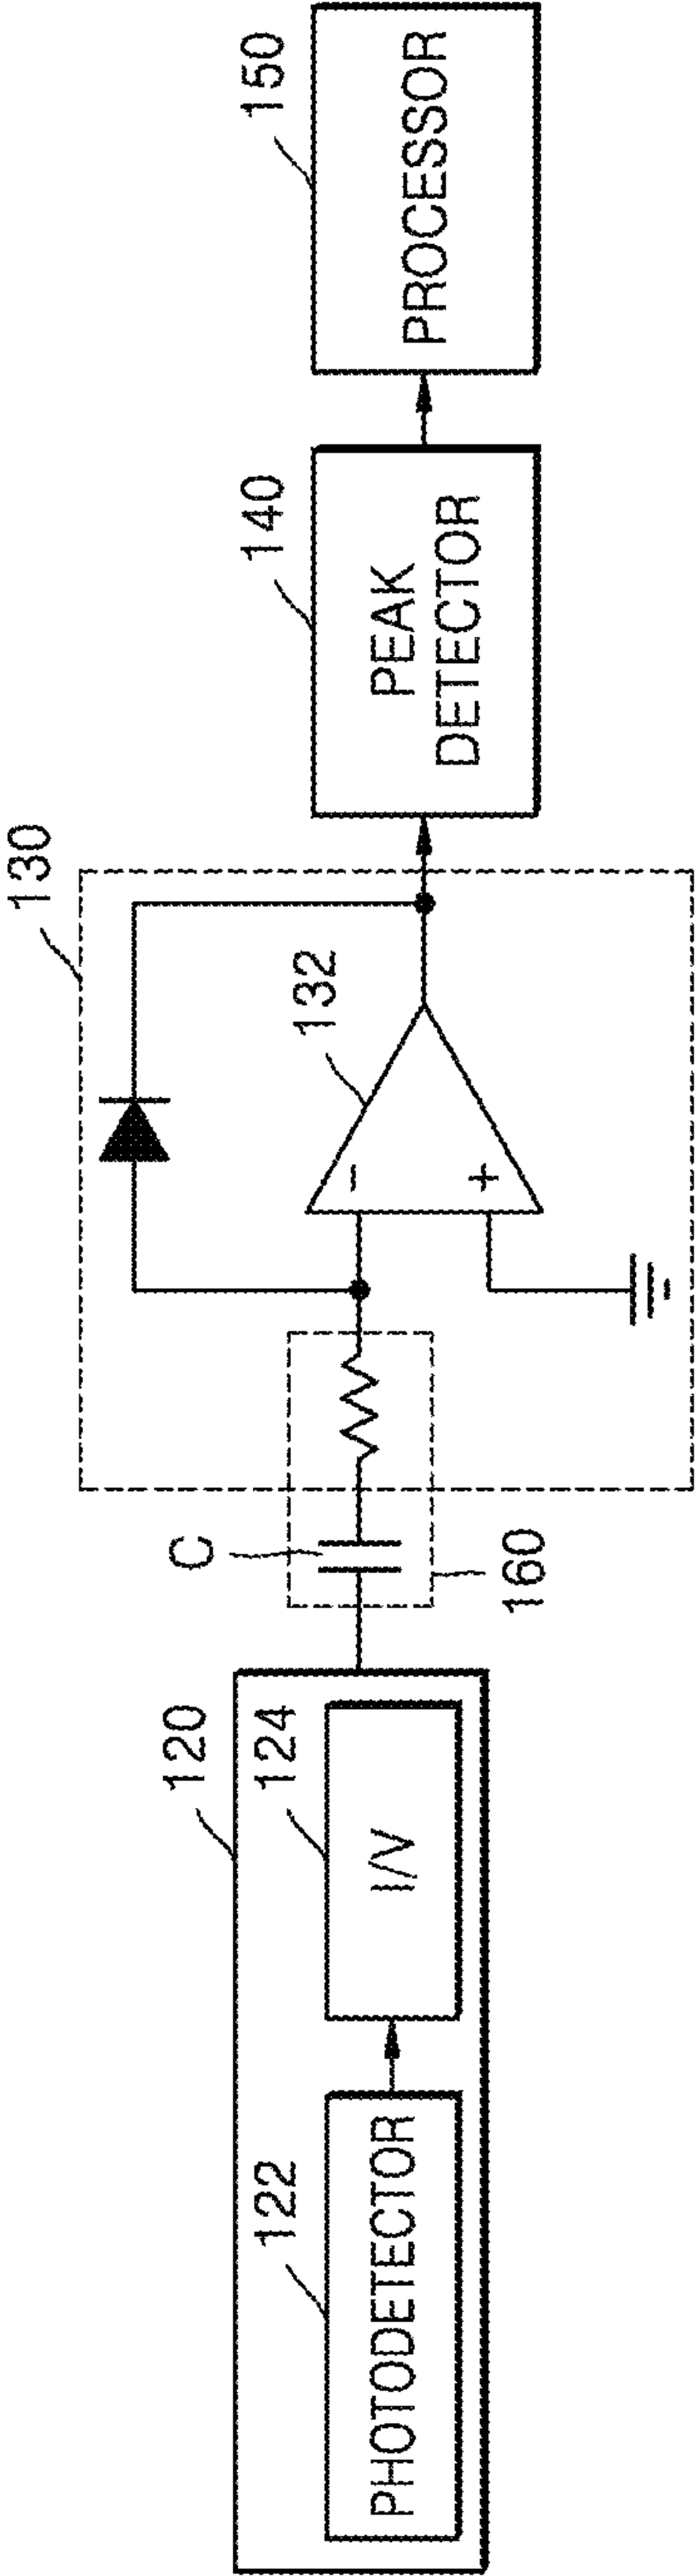 120
122
PHOTODETECTOR
124
I/V
C
160
130
132
-
+
140
PEAK
DETECTOR
150
PROCESSOR